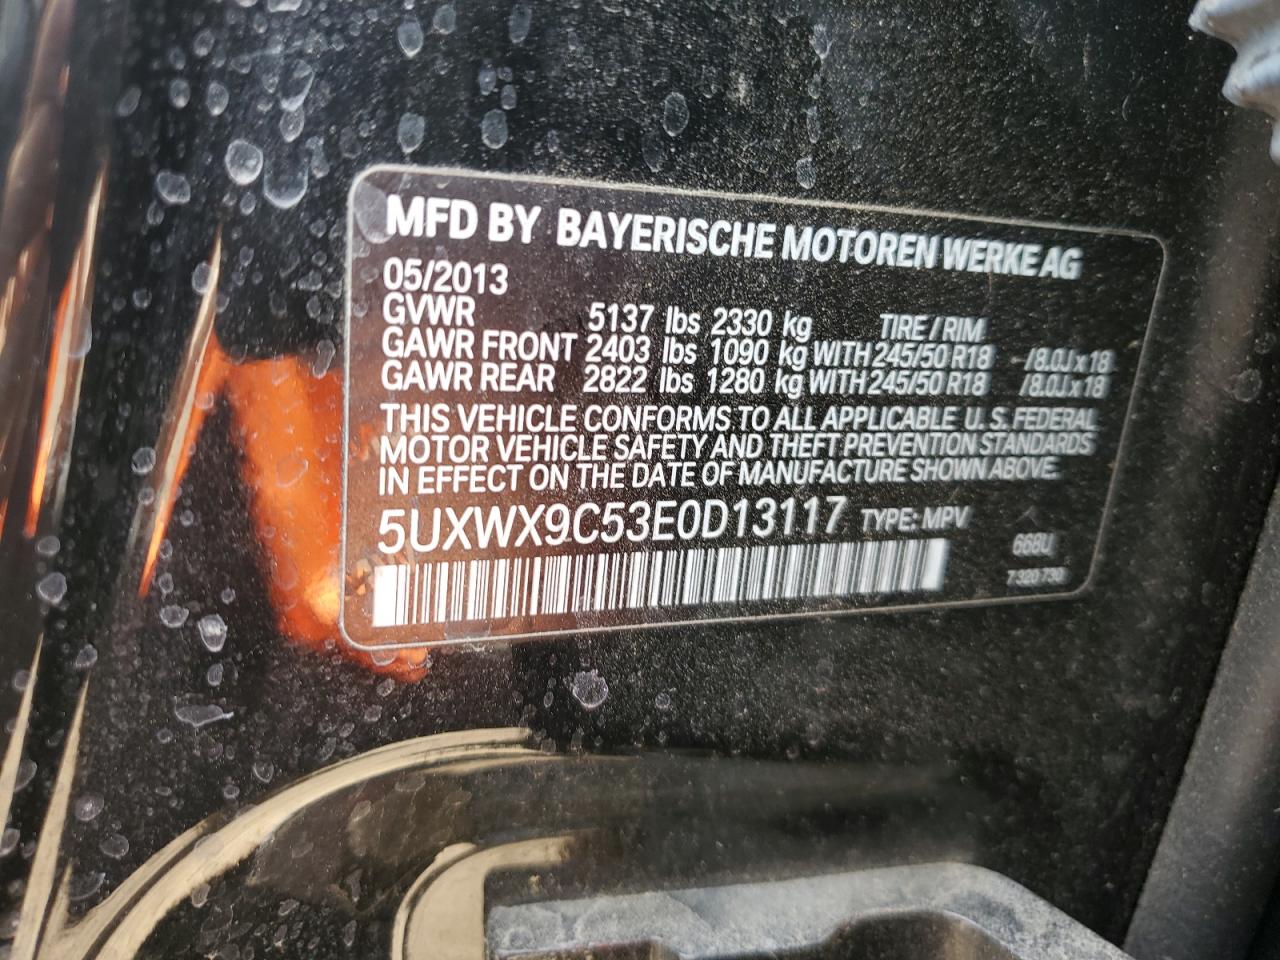 MFD BY BAYERISCHE MOTOREN WERKE AG
05/2013
GVWR 5137 lbs 2330 kg TIRE / RIM
GAWR FRONT 2403 lbs 1090 kg WITH 245/50 R18 /8.0J x 18
GAWR REAR 2822 lbs 1280 kg WITH 245/50 R18 /8.0J x 18
THIS VEHICLE CONFORMS TO ALL APPLICABLE U.S. FEDERAL
MOTOR VEHICLE SAFETY AND THEFT PREVENTION STANDARDS
IN EFFECT ON THE DATE OF MANUFACTURE SHOWN ABOVE.
5UXWX9C53E0D13117 TYPE: MPV
668U
7 320 730